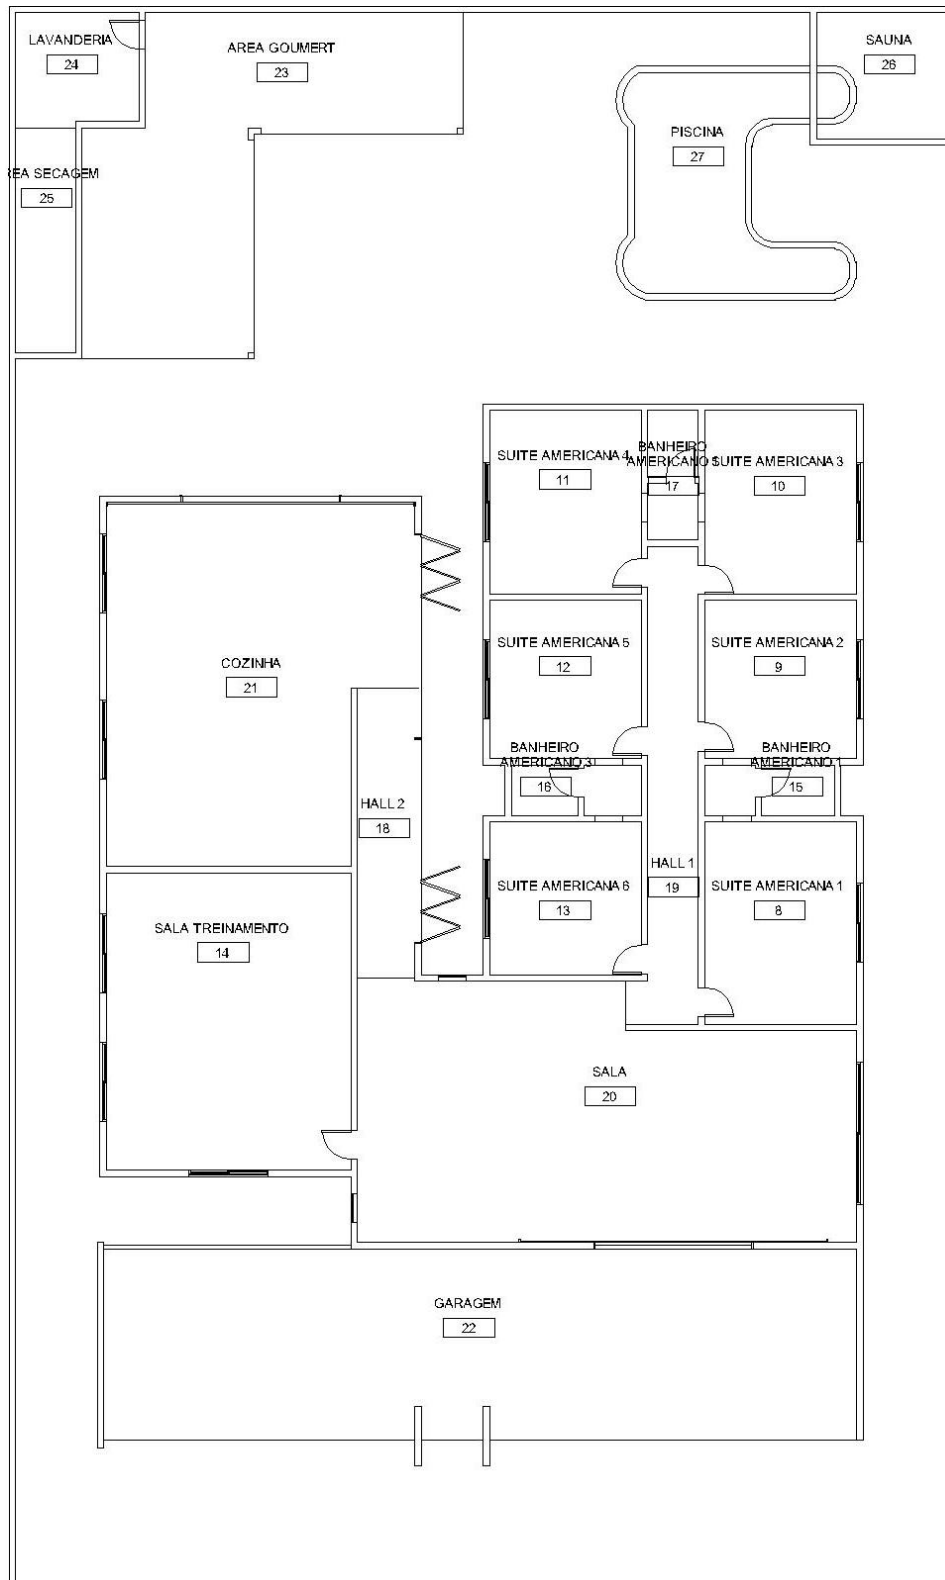 LAVANDERIA
24
AREA GOUMERT
23
SAUNA
26
PISCINA
27
REA SECAGEM
25
SUITE AMERICANA 4
11
BANHEIRO
AMERICANO
17
SUITE AMERICANA 3
10
COZINHA
21
SUITE AMERICANA 5
12
SUITE AMERICANA 2
9
BANHEIRO
AMERICANO 3
16
BANHEIRO
AMERICANO 1
15
HALL 2
18
HALL 1
19
SUITE AMERICANA 6
13
SUITE AMERICANA 1
8
SALA TREINAMENTO
14
SALA
20
GARAGEM
22